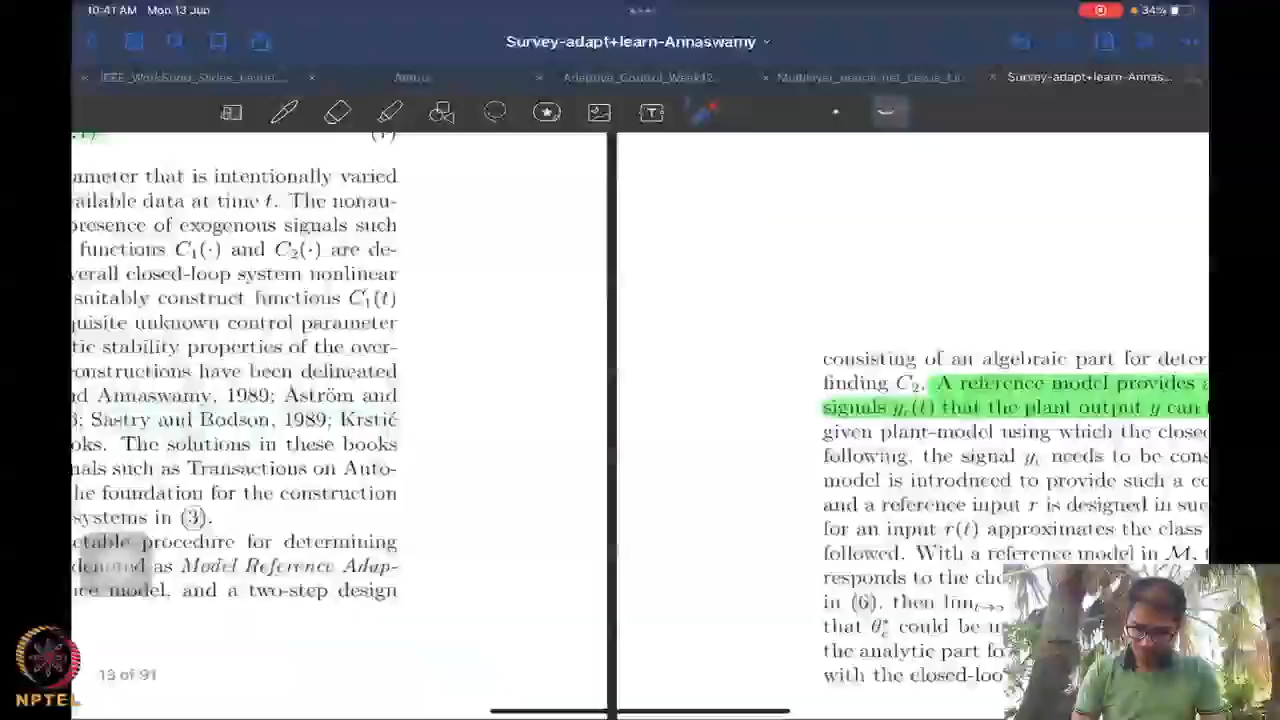 10:41 AM Mon 13 Jun
34%
Survey-adapt+learn-Annaswamy
Adaptive_Control_Week12
Survey-adapt+learn-Annas...
ameter that is intentionally varied
ailable data at time t. The nonau-
presence of exogenous signals such
functions C₁(·) and C₂(·) are de-
verall closed-loop system nonlinear
suitably construct functions C₁(t)
quisite unknown control parameter
tic stability properties of the over-
onstructions have been delineated
nd Annaswamy, 1989; Åström and
; Sastry and Bodson, 1989; Krstić
oks. The solutions in these books
nals such as Transactions on Auto-
he foundation for the construction
systems in (3).
table procedure for determining
denoted as Model Reference Adap-
nce model, and a two-step design
13 of 91
consisting of an algebraic part for deter
finding C₂. A reference model provides a
signals yᵣ(t) that the plant output y can
given plant-model using which the closed
following, the signal needs to be cons
model is introduced to provide such a co
and a reference input r is designed in suc
for an input r(t) approximates the class
followed. With a reference model in M,
responds to the
in (6), then
that could be
the analytic part fo
with the closed-loo
NPTEL